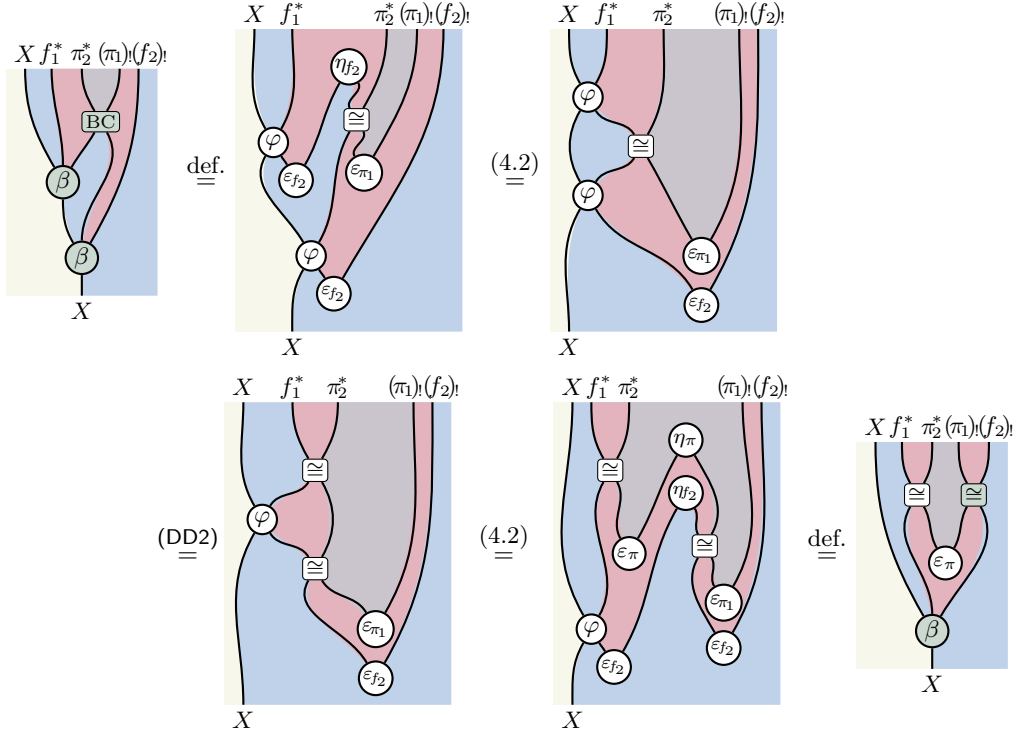 X f₁* π₂* (π₁)! (f₂)!
BC
β
β
X
def.
=
X f₁* π₂* (π₁)! (f₂)!
η_{f₂}
φ
≅
ε_{f₂}
ε_{π₁}
φ
ε_{f₂}
X
(4.2)
=
X f₁* π₂* (π₁)! (f₂)!
φ
≅
φ
ε_{π₁}
ε_{f₂}
X
(DD2)
=
X f₁* π₂* (π₁)! (f₂)!
≅
φ
≅
ε_{π₁}
ε_{f₂}
X
(4.2)
=
X f₁* π₂* (π₁)! (f₂)!
η_π
≅
η_{f₂}
ε_π
≅
ε_{π₁}
φ
ε_{f₂}
ε_{f₂}
X
def.
=
X f₁* π₂* (π₁)! (f₂)!
≅ ≅
ε_π
β
X